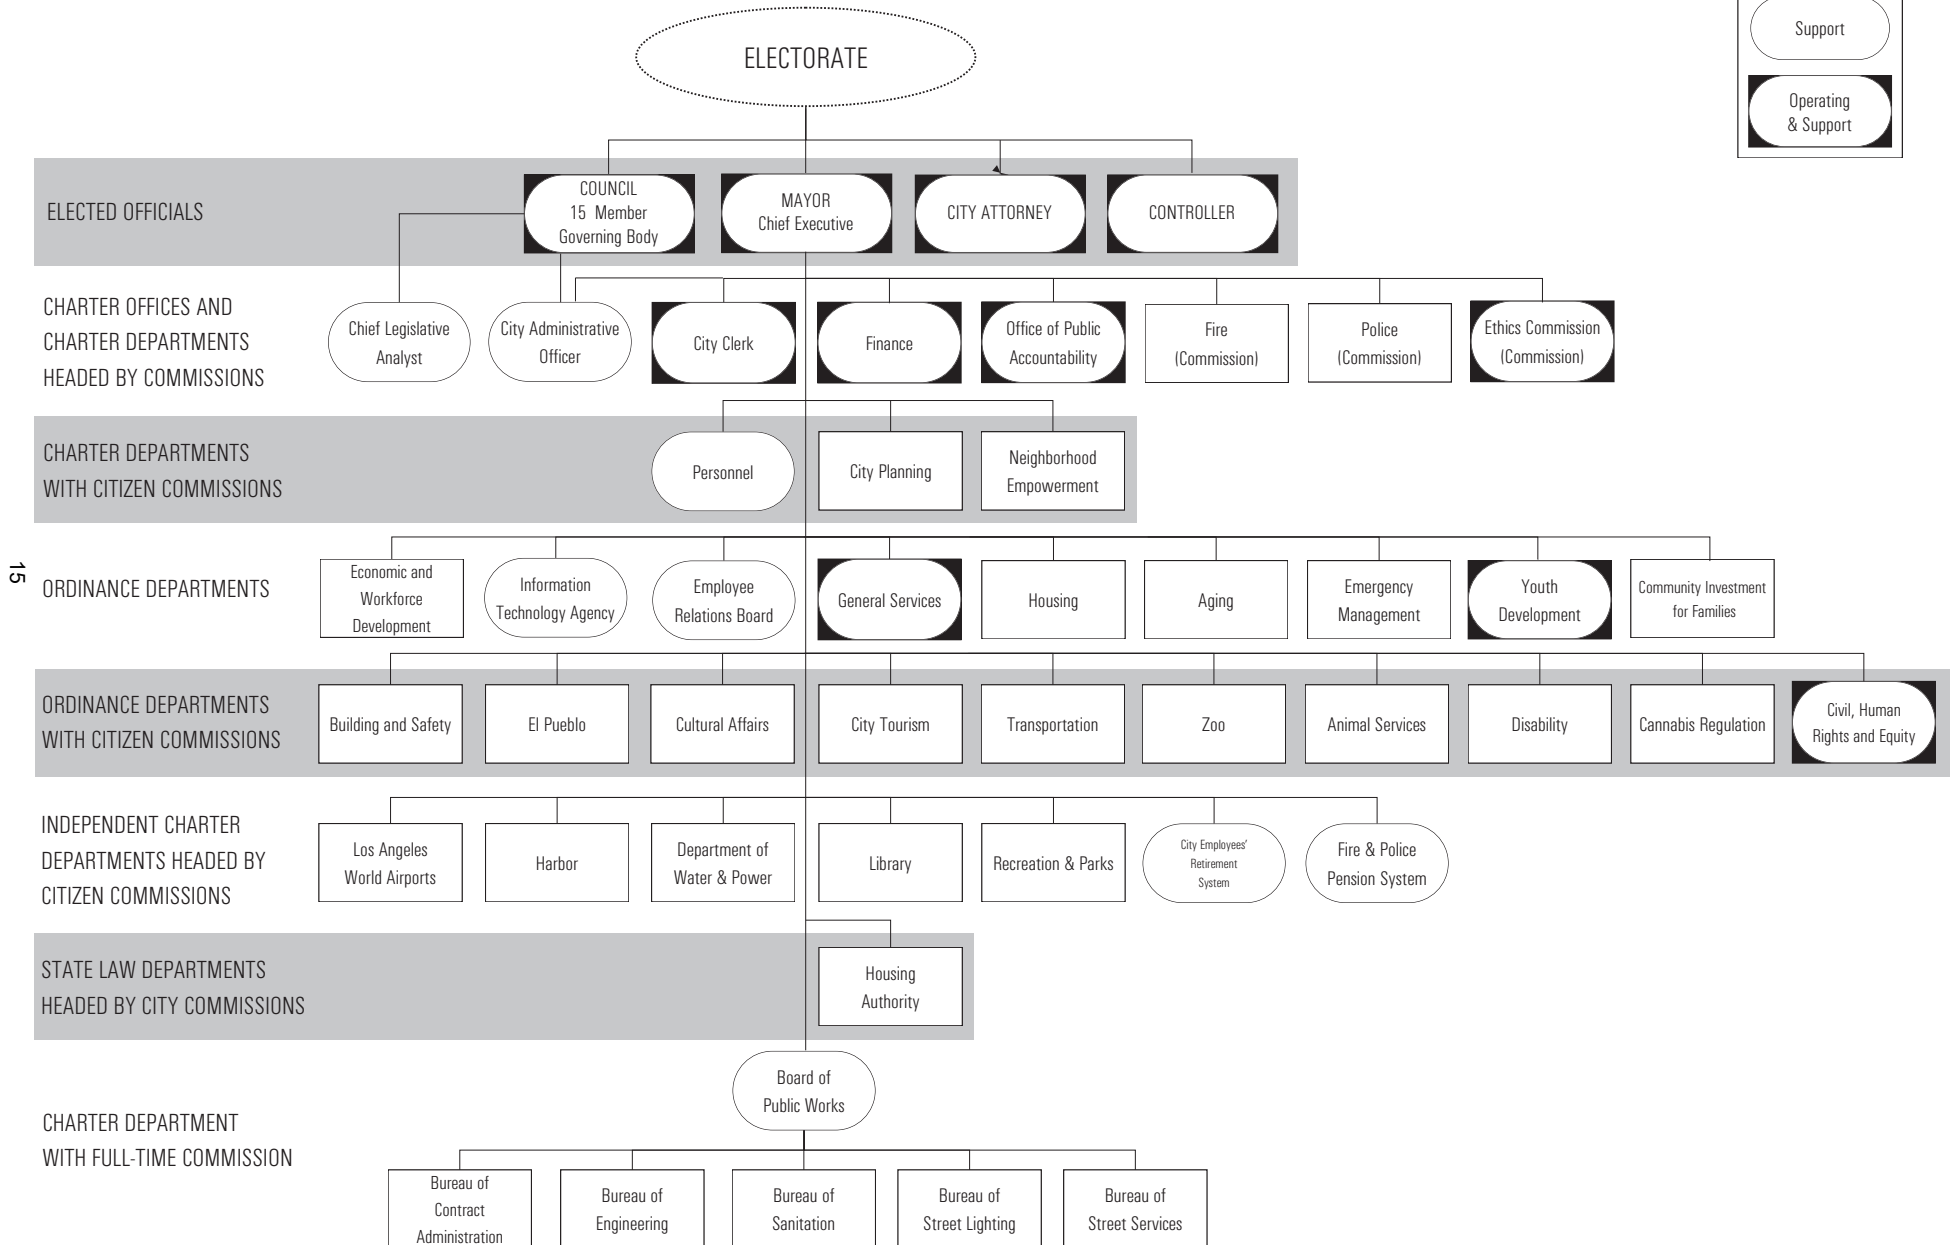 Support
Operating
& Support
ELECTORATE
ELECTED OFFICIALS
COUNCIL
15 Member
Governing Body
MAYOR
Chief Executive
CITY ATTORNEY
CONTROLLER
CHARTER OFFICES AND
CHARTER DEPARTMENTS
HEADED BY COMMISSIONS
Chief Legislative
Analyst
City Administrative
Officer
City Clerk
Finance
Office of Public
Accountability
Fire
(Commission)
Police
(Commission)
Ethics Commission
(Commission)
CHARTER DEPARTMENTS
WITH CITIZEN COMMISSIONS
Personnel
City Planning
Neighborhood
Empowerment
15
ORDINANCE DEPARTMENTS
Economic and
Workforce
Development
Information
Technology Agency
Employee
Relations Board
General Services
Housing
Aging
Emergency
Management
Youth
Development
Community Investment
for Families
ORDINANCE DEPARTMENTS
WITH CITIZEN COMMISSIONS
Building and Safety
El Pueblo
Cultural Affairs
City Tourism
Transportation
Zoo
Animal Services
Disability
Cannabis Regulation
Civil, Human
Rights and Equity
INDEPENDENT CHARTER
DEPARTMENTS HEADED BY
CITIZEN COMMISSIONS
Los Angeles
World Airports
Harbor
Department of
Water & Power
Library
Recreation & Parks
City Employees'
Retirement
System
Fire & Police
Pension System
STATE LAW DEPARTMENTS
HEADED BY CITY COMMISSIONS
Housing
Authority
CHARTER DEPARTMENT
WITH FULL-TIME COMMISSION
Board of
Public Works
Bureau of
Contract
Administration
Bureau of
Engineering
Bureau of
Sanitation
Bureau of
Street Lighting
Bureau of
Street Services